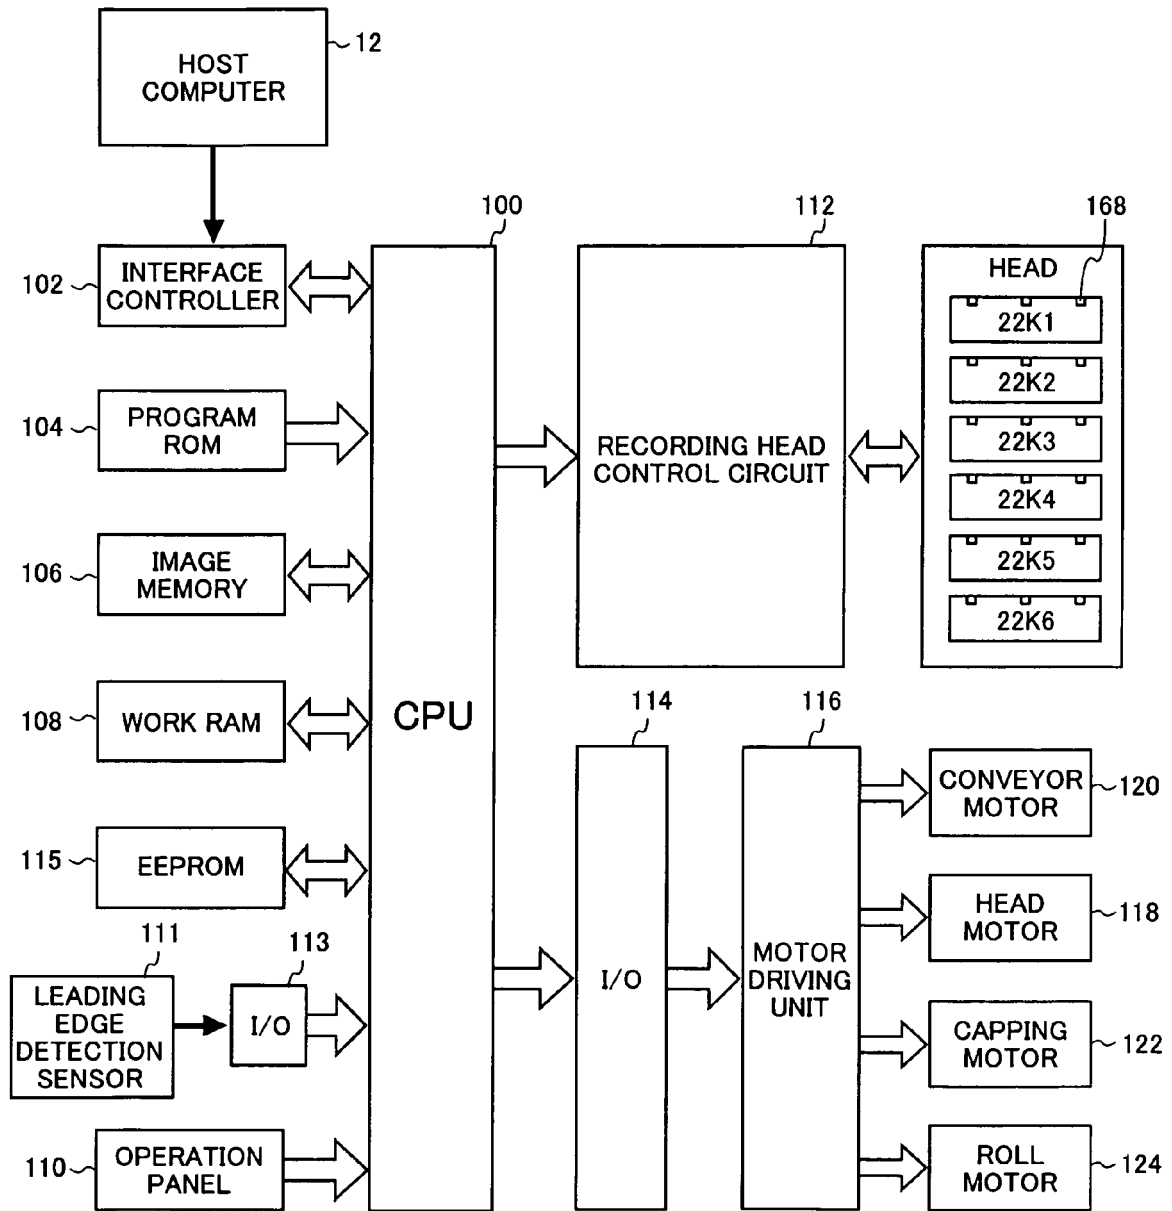 HOST
COMPUTER
12
100
112
168
102
INTERFACE
CONTROLLER
HEAD
22K1
22K2
22K3
22K4
22K5
22K6
104
PROGRAM
ROM
RECORDING HEAD
CONTROL CIRCUIT
106
IMAGE
MEMORY
108
WORK RAM
CPU
114
116
CONVEYOR
MOTOR
120
115
EEPROM
HEAD
MOTOR
118
111
113
LEADING
EDGE
DETECTION
SENSOR
I/O
I/O
MOTOR
DRIVING
UNIT
CAPPING
MOTOR
122
110
OPERATION
PANEL
ROLL
MOTOR
124